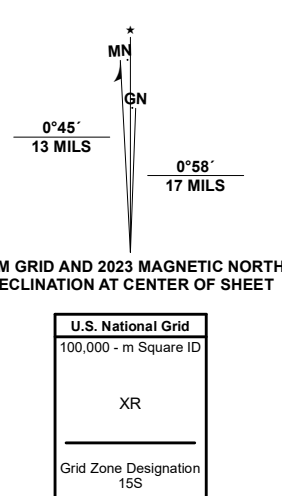 ★
MN
GN
0°45´
13 MILS
0°58´
17 MILS
M GRID AND 2023 MAGNETIC NORTH
ECLINATION AT CENTER OF SHEET
U.S. National Grid
100,000 - m Square ID
XR
Grid Zone Designation
15S